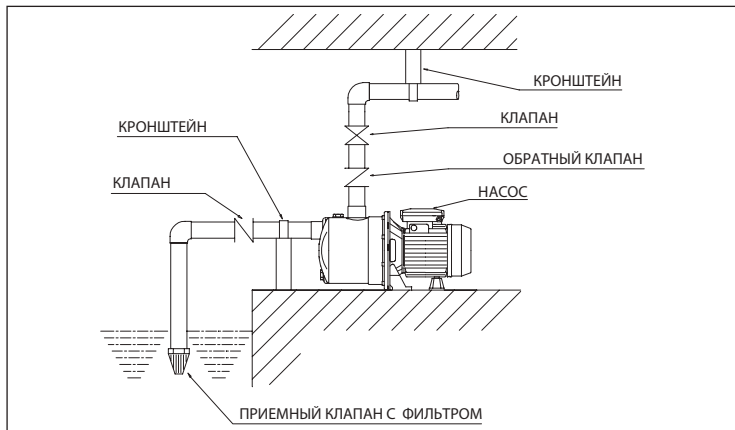 КРОНШТЕЙН
КЛАПАН
КРОНШТЕЙН
ОБРАТНЫЙ КЛАПАН
КЛАПАН
НАСОС
ПРИЕМНЫЙ КЛАПАН С ФИЛЬТРОМ